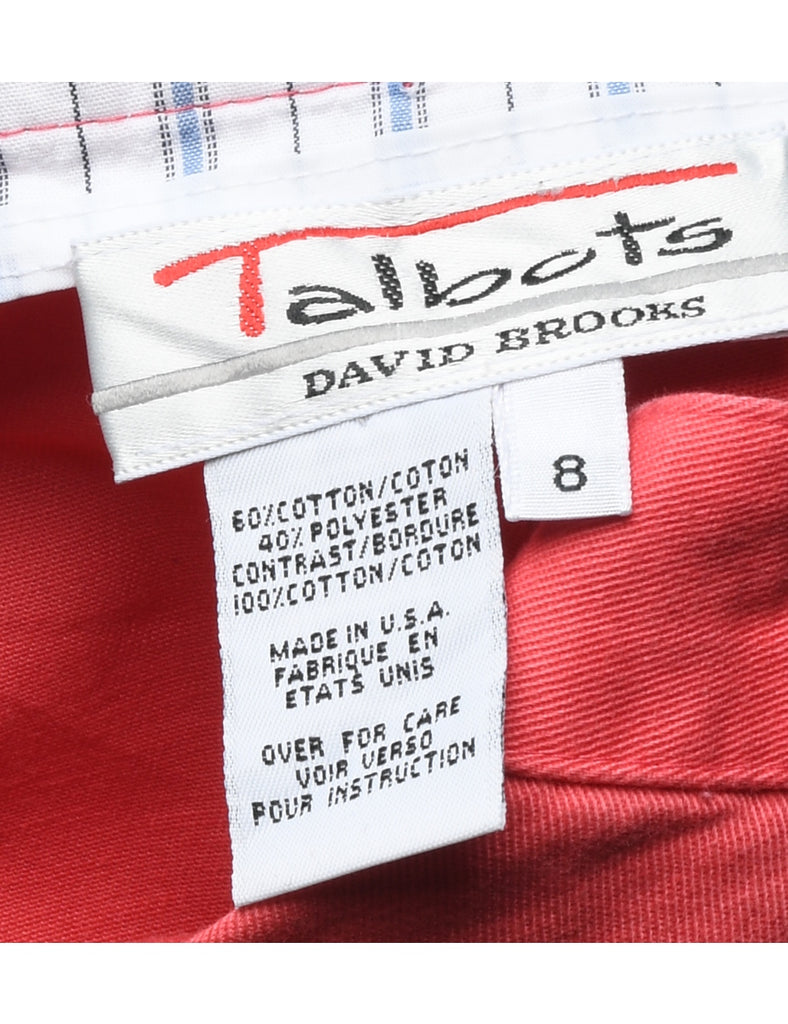 Talbots
DAVID BROOKS
8
60%COTTON/COTON
40% POLYESTER
CONTRAST/BORDURE
100%COTTON/COTON
MADE IN U.S.A.
FABRIQUE EN
ETATS UNIS
OVER FOR CARE
VOIR VERSO
POUR INSTRUCTION